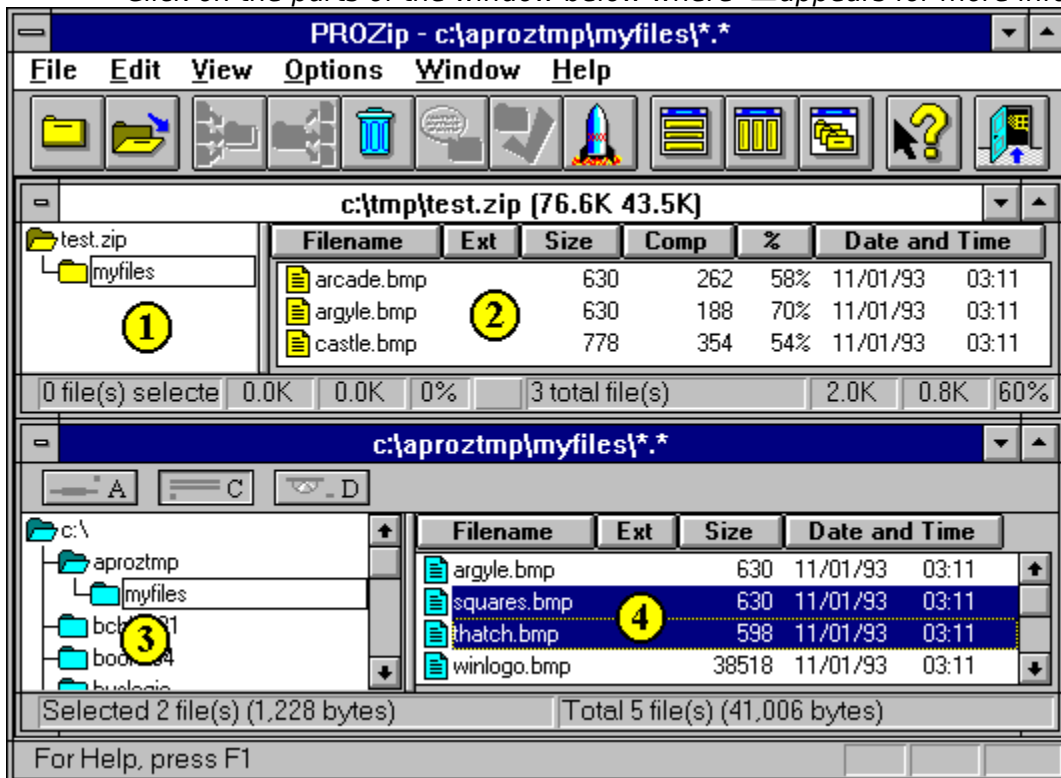 Click on the parts of the window below where appears for more info
PROZip - c:\aproztmp\myfiles\*.*
File Edit View Options Window Help
c:\tmp\test.zip (76.6K 43.5K)
test.zip
myfiles
1
Filename Ext Size Comp % Date and Time
arcade.bmp 630 262 58% 11/01/93 03:11
argyle.bmp 630 188 70% 11/01/93 03:11
castle.bmp 778 354 54% 11/01/93 03:11
2
0 file(s) selecte 0.0K 0.0K 0% 3 total file(s) 2.0K 0.8K 60%
c:\aproztmp\myfiles\*.*
A C D
c:\
aproztmp
myfiles
3
Filename Ext Size Date and Time
argyle.bmp 630 11/01/93 03:11
squares.bmp 630 11/01/93 03:11
thatch.bmp 598 11/01/93 03:11
winlogo.bmp 38518 11/01/93 03:11
4
Selected 2 file(s) (1,228 bytes) Total 5 file(s) (41,006 bytes)
For Help, press F1